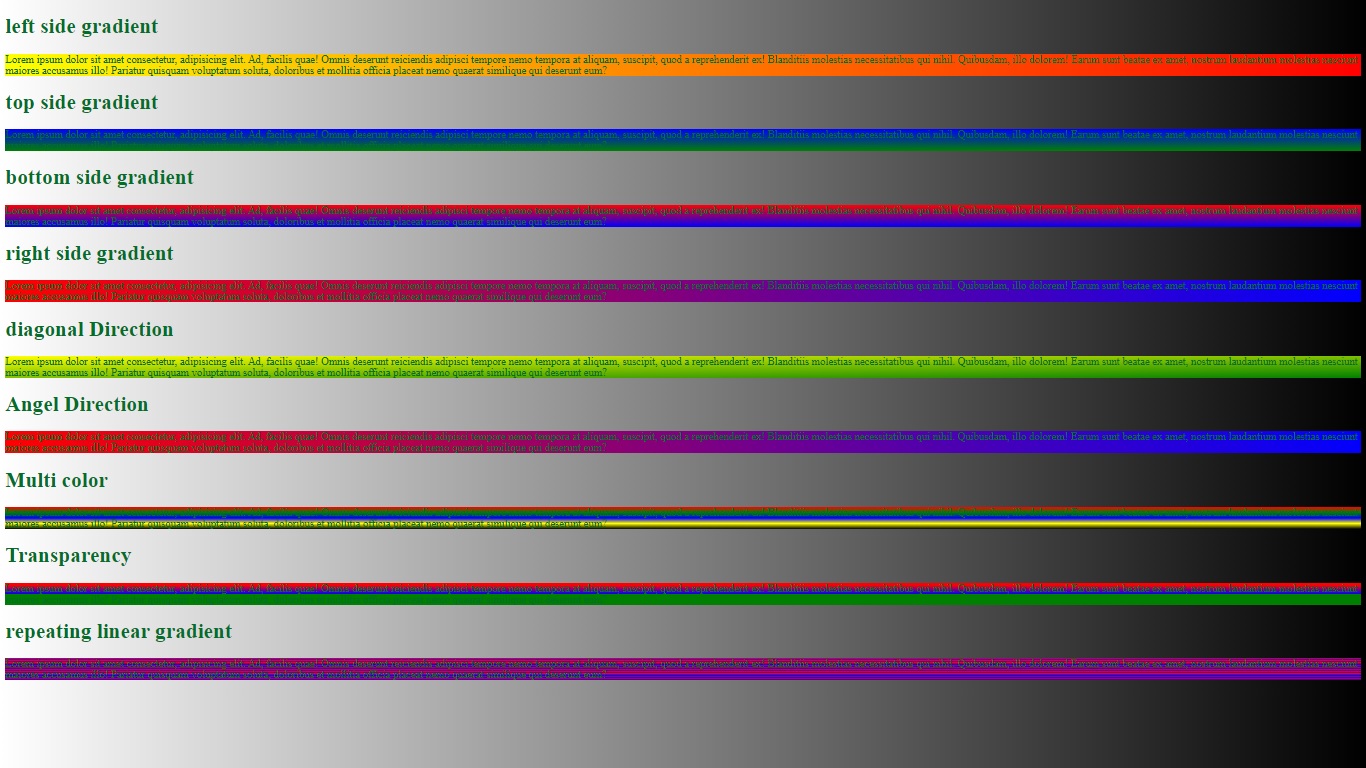 left side gradient
Lorem ipsum dolor sit amet consectetur, adipisicing elit. Ad, facilis quae! Omnis deserunt reiciendis adipisci tempore nemo tempora at aliquam, suscipit, quod a reprehenderit ex! Blanditiis molestias necessitatibus qui nihil. Quibusdam, illo dolorem! Earum sunt beatae ex amet, nostrum laudantium molestias nesciunt
maiores accusamus illo! Pariatur quisquam voluptatum soluta, doloribus et mollitia officia placeat nemo quaerat similique qui deserunt eum?
top side gradient
Lorem ipsum dolor sit amet consectetur, adipisicing elit. Ad, facilis quae! Omnis deserunt reiciendis adipisci tempore nemo tempora at aliquam, suscipit, quod a reprehenderit ex! Blanditiis molestias necessitatibus qui nihil. Quibusdam, illo dolorem! Earum sunt beatae ex amet, nostrum laudantium molestias nesciunt
bottom side gradient
Lorem ipsum dolor sit amet consectetur, adipisicing elit. Ad, facilis quae! Omnis deserunt reiciendis adipisci tempore nemo tempora at aliquam, suscipit, quod a reprehenderit ex! Blanditiis molestias necessitatibus qui nihil. Quibusdam, illo dolorem! Earum sunt beatae ex amet, nostrum laudantium molestias nesciunt
maiores accusamus illo! Pariatur quisquam voluptatum soluta, doloribus et mollitia officia placeat nemo quaerat similique qui deserunt eum?
right side gradient
Lorem ipsum dolor sit amet consectetur, adipisicing elit. Ad, facilis quae! Omnis deserunt reiciendis adipisci tempore nemo tempora at aliquam, suscipit, quod a reprehenderit ex! Blanditiis molestias necessitatibus qui nihil. Quibusdam, illo dolorem! Earum sunt beatae ex amet, nostrum laudantium molestias nesciunt
maiores accusamus illo! Pariatur quisquam voluptatum soluta, doloribus et mollitia officia placeat nemo quaerat similique qui deserunt eum?
diagonal Direction
Lorem ipsum dolor sit amet consectetur, adipisicing elit. Ad, facilis quae! Omnis deserunt reiciendis adipisci tempore nemo tempora at aliquam, suscipit, quod a reprehenderit ex! Blanditiis molestias necessitatibus qui nihil. Quibusdam, illo dolorem! Earum sunt beatae ex amet, nostrum laudantium molestias nesciunt
maiores accusamus illo! Pariatur quisquam voluptatum soluta, doloribus et mollitia officia placeat nemo quaerat similique qui deserunt eum?
Angel Direction
Lorem ipsum dolor sit amet consectetur, adipisicing elit. Ad, facilis quae! Omnis deserunt reiciendis adipisci tempore nemo tempora at aliquam, suscipit, quod a reprehenderit ex! Blanditiis molestias necessitatibus qui nihil. Quibusdam, illo dolorem! Earum sunt beatae ex amet, nostrum laudantium molestias nesciunt
maiores accusamus illo! Pariatur quisquam voluptatum soluta, doloribus et mollitia officia placeat nemo quaerat similique qui deserunt eum?
Multi color
maiores accusamus illo! Pariatur quisquam voluptatum soluta, doloribus et mollitia officia placeat nemo quaerat similique qui deserunt eum?
Transparency
Lorem ipsum dolor sit amet consectetur, adipisicing elit. Ad, facilis quae! Omnis deserunt reiciendis adipisci tempore nemo tempora at aliquam, suscipit, quod a reprehenderit ex! Blanditiis molestias necessitatibus qui nihil. Quibusdam, illo dolorem! Earum sunt beatae ex amet, nostrum laudantium molestias nesciunt
repeating linear gradient
Lorem ipsum dolor sit amet consectetur, adipisicing elit. Ad, facilis quae! Omnis deserunt reiciendis adipisci tempore nemo tempora at aliquam, suscipit, quod a reprehenderit ex! Blanditiis molestias necessitatibus qui nihil. Quibusdam, illo dolorem! Earum sunt beatae ex amet, nostrum laudantium molestias nesciunt
maiores accusamus illo! Pariatur quisquam voluptatum soluta, doloribus et mollitia officia placeat nemo quaerat similique qui deserunt eum?